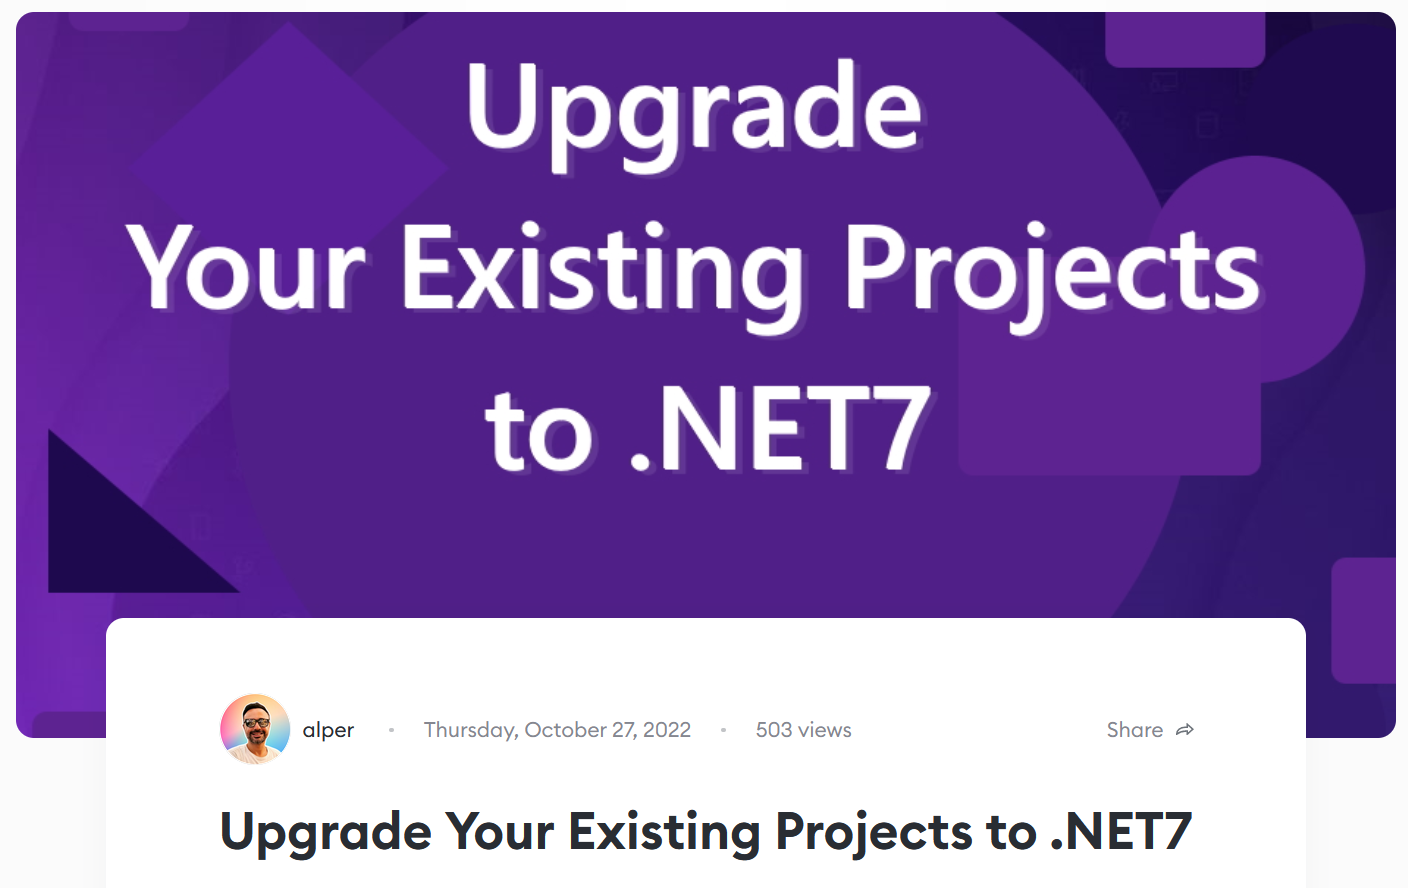 Upgrade
Your Existing Projects
to .NET7
alper
Thursday, October 27, 2022
503 views
Share
Upgrade Your Existing Projects to .NET7